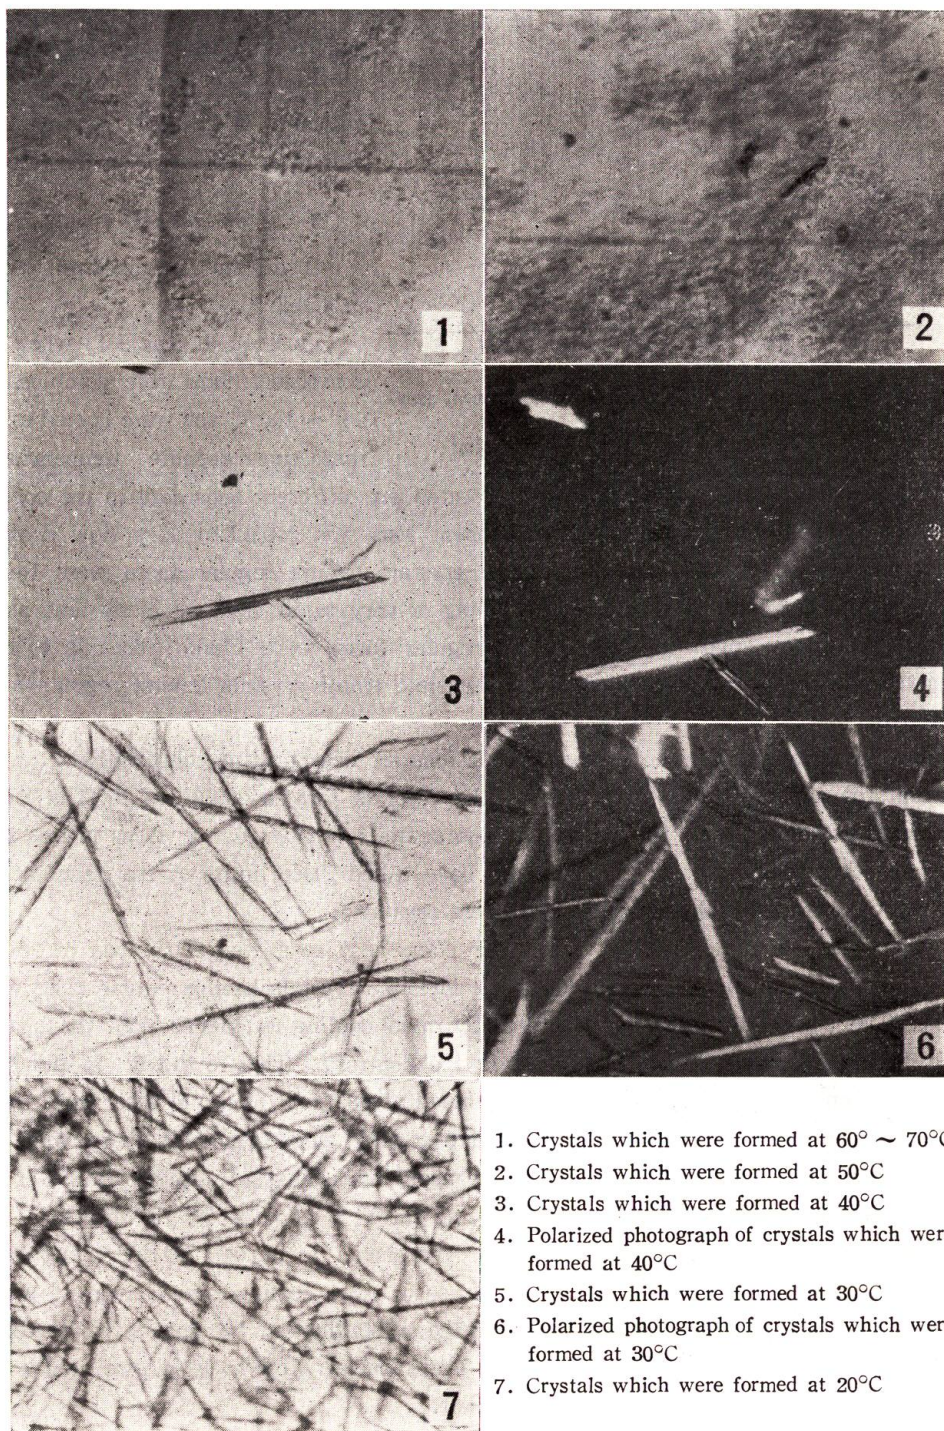 1
2
3
4
5
6
7
1. Crystals which were formed at 60° ~ 70°C
2. Crystals which were formed at 50°C
3. Crystals which were formed at 40°C
4. Polarized photograph of crystals which wer
formed at 40°C
5. Crystals which were formed at 30°C
6. Polarized photograph of crystals which wer
formed at 30°C
7. Crystals which were formed at 20°C